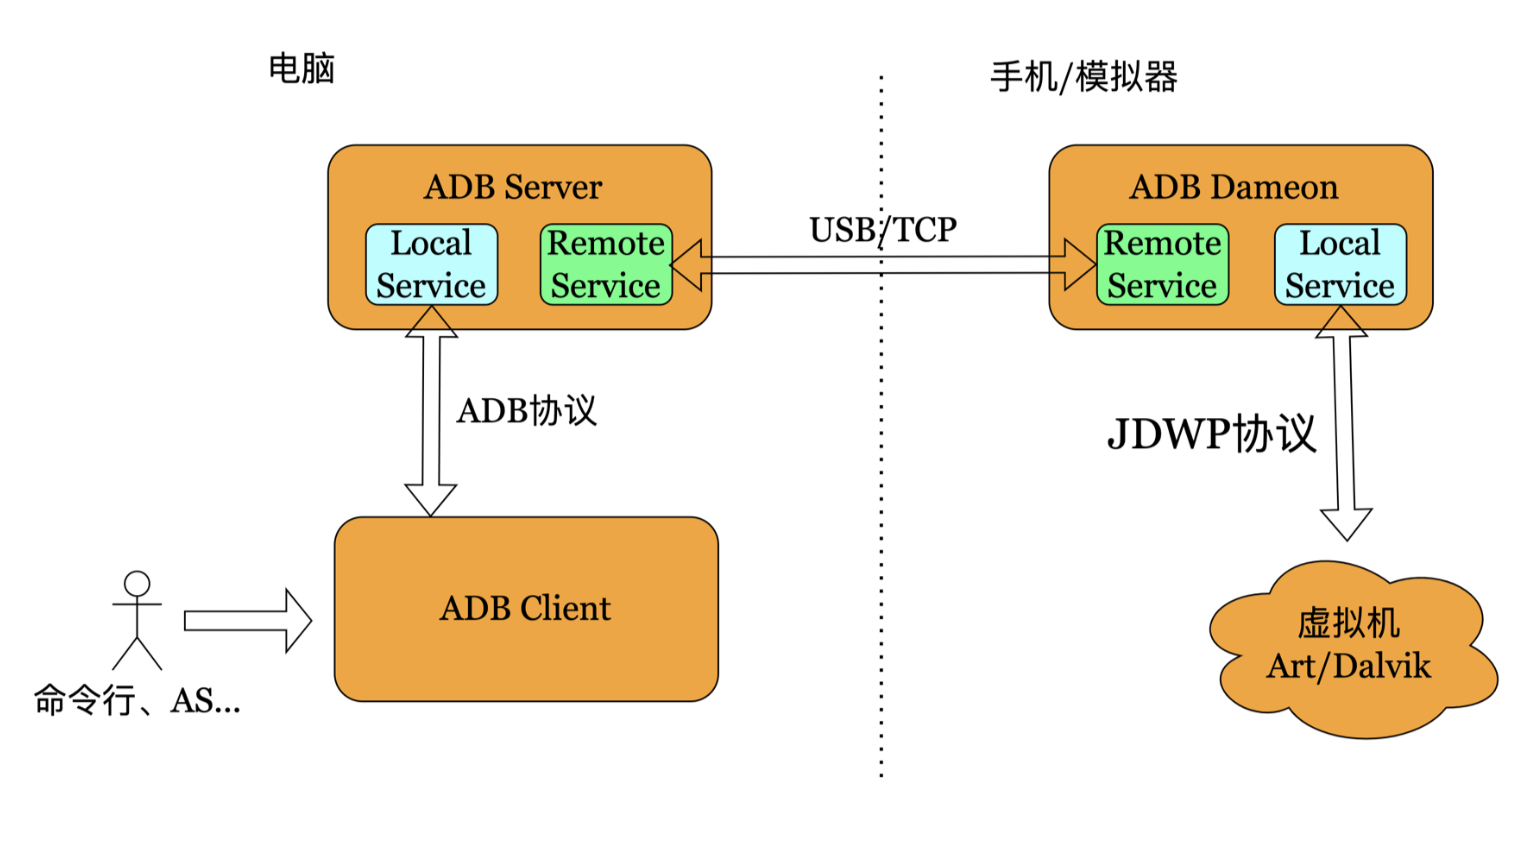 电脑
手机/模拟器
ADB Server
Local
Service
Remote
Service
USB/TCP
ADB Dameon
Remote
Service
Local
Service
ADB协议
JDWP协议
ADB Client
命令行、AS...
虚拟机
Art/Dalvik